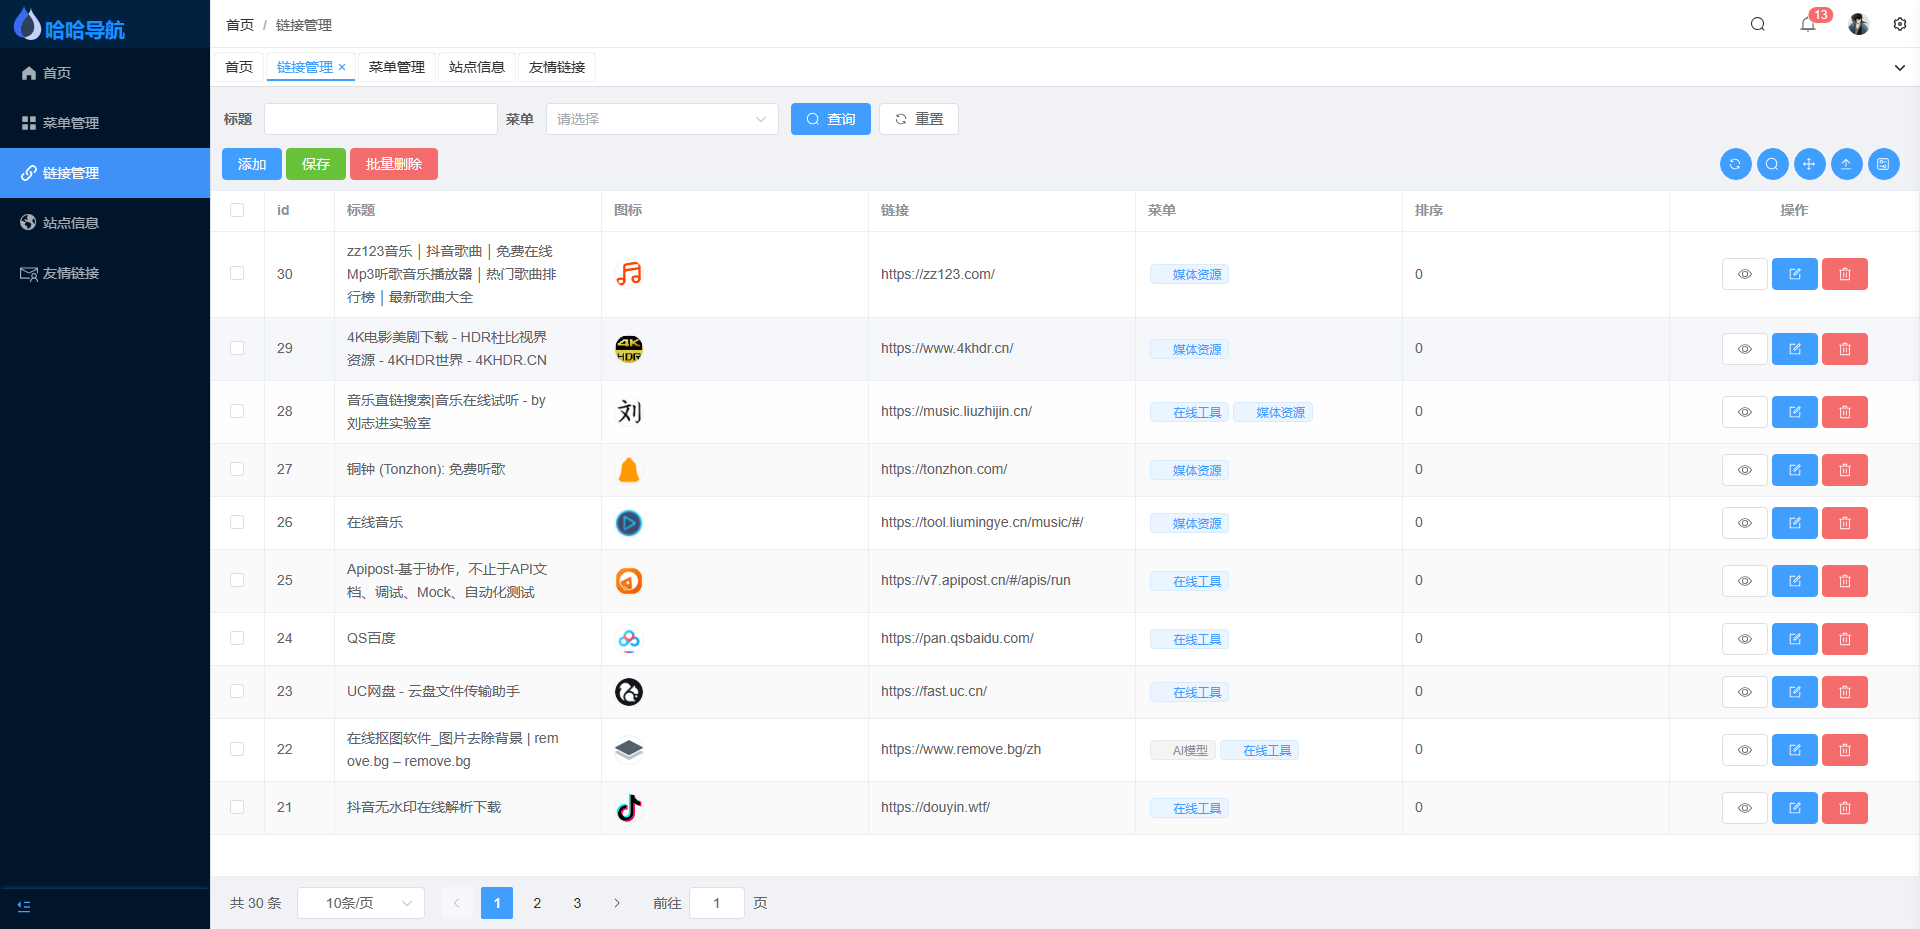 哈哈导航
首页 / 链接管理
13
首页
菜单管理
链接管理
站点信息
友情链接
首页 链接管理 × 菜单管理 站点信息 友情链接
标题 菜单 请选择 查询 重置
添加 保存 批量删除
id 标题 图标 链接 菜单 排序 操作
zz123音乐 | 抖音歌曲 | 免费在线
Mp3听歌音乐播放器 | 热门歌曲排
行榜 | 最新歌曲大全
30 https://zz123.com/ 媒体资源 0
4K电影美剧下载 - HDR杜比视界
资源 - 4KHDR世界 - 4KHDR.CN
29 4K HDR https://www.4khdr.cn/ 媒体资源 0
音乐直链搜索|音乐在线试听 - by
刘志进实验室
28 刘 https://music.liuzhijin.cn/ 在线工具 媒体资源 0
27 铜钟 (Tonzhon): 免费听歌 https://tonzhon.com/ 媒体资源 0
26 在线音乐 https://tool.liumingye.cn/music/#/ 媒体资源 0
Apipost-基于协作，不止于API文
档、调试、Mock、自动化测试
25 https://v7.apipost.cn/#/apis/run 在线工具 0
24 QS百度 https://pan.qsbaidu.com/ 在线工具 0
23 UC网盘 - 云盘文件传输助手 https://fast.uc.cn/ 在线工具 0
在线抠图软件_图片去除背景 | rem
ove.bg – remove.bg
22 https://www.remove.bg/zh AI模型 在线工具 0
21 抖音无水印在线解析下载 https://douyin.wtf/ 在线工具 0
共 30 条 10条/页 1 2 3 前往 1 页